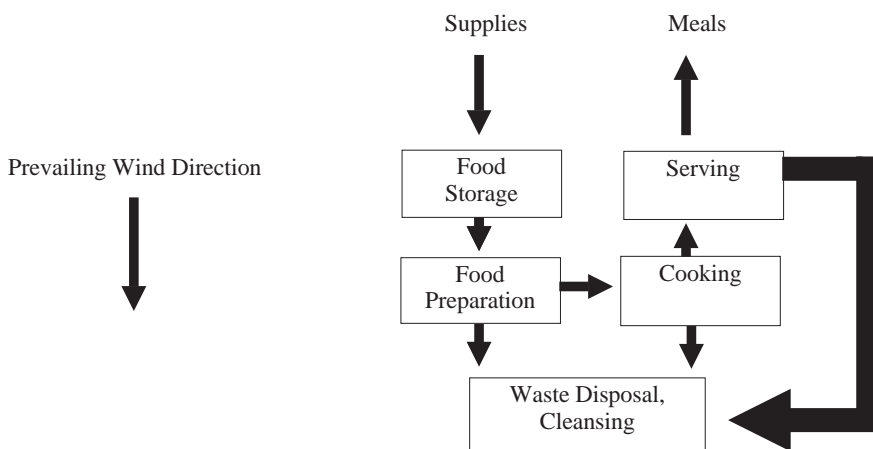 Supplies
Meals
Prevailing Wind Direction
Food
Storage
Serving
Food
Preparation
Cooking
Waste Disposal,
Cleansing